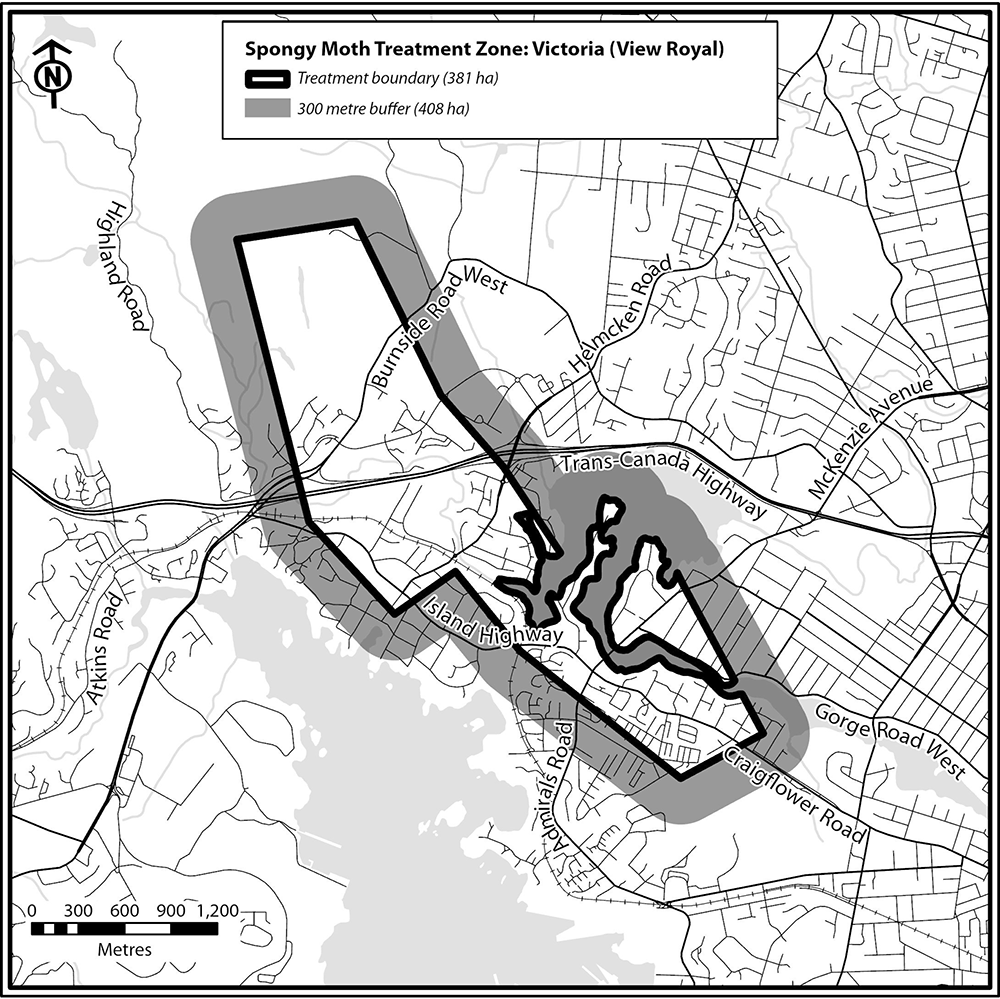 Spongy Moth Treatment Zone: Victoria (View Royal)
Treatment boundary (381 ha)
300 metre buffer (408 ha)
N
Highland Road
Burnside Road West
Helmcken Road
McKenzie Avenue
Trans-Canada Highway
Island Highway
Atkins Road
Admirals Road
Gorge Road West
Craigflower Road
0 300 600 900 1,200
Metres